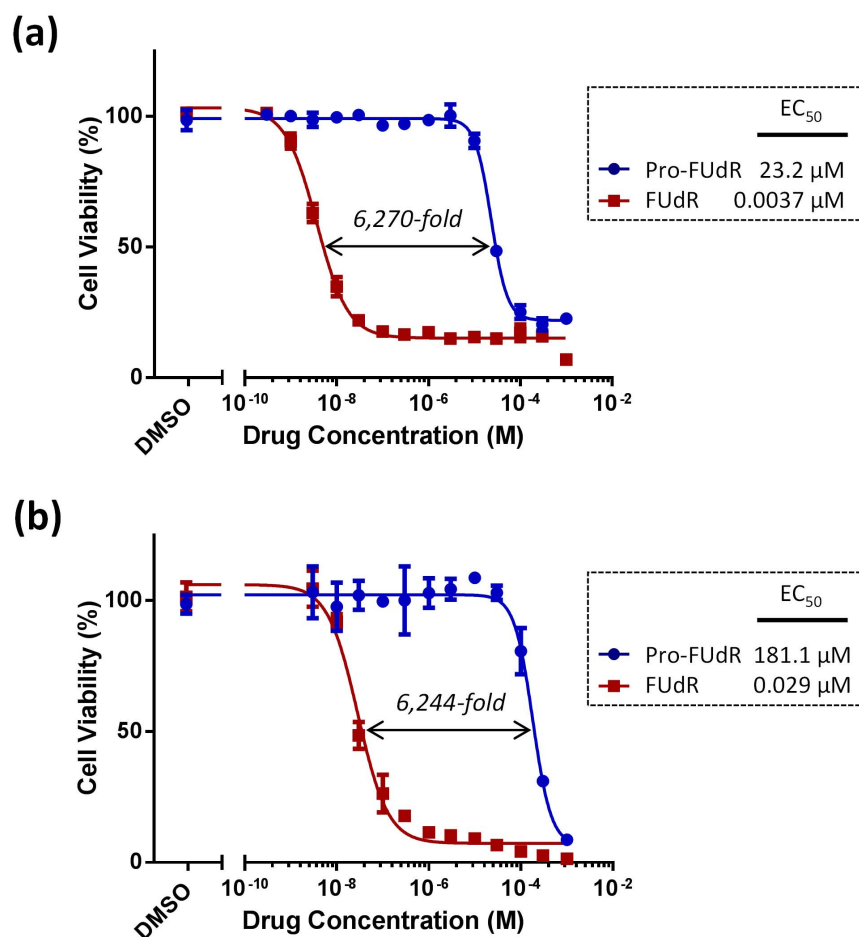 (a)
Cell Viability (%)
100
50
0
6,270-fold
DMSO
10⁻¹⁰ 10⁻⁸ 10⁻⁶ 10⁻⁴ 10⁻²
Drug Concentration (M)
EC₅₀
Pro-FUdR 23.2 µM
FUdR 0.0037 µM
(b)
Cell Viability (%)
100
50
0
6,244-fold
DMSO
10⁻¹⁰ 10⁻⁸ 10⁻⁶ 10⁻⁴ 10⁻²
Drug Concentration (M)
EC₅₀
Pro-FUdR 181.1 µM
FUdR 0.029 µM